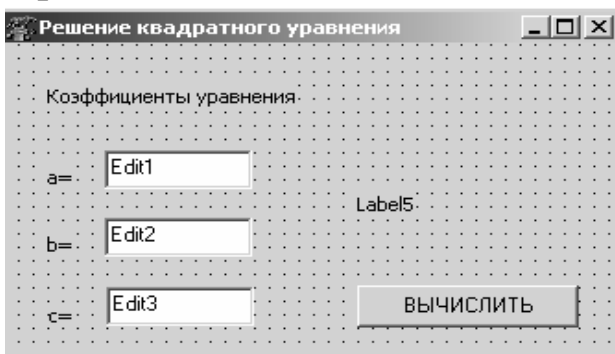 Решение квадратного уравнения
Коэффициенты уравнения
a=
Edit1
Label5
b=
Edit2
c=
Edit3
ВЫЧИСЛИТЬ